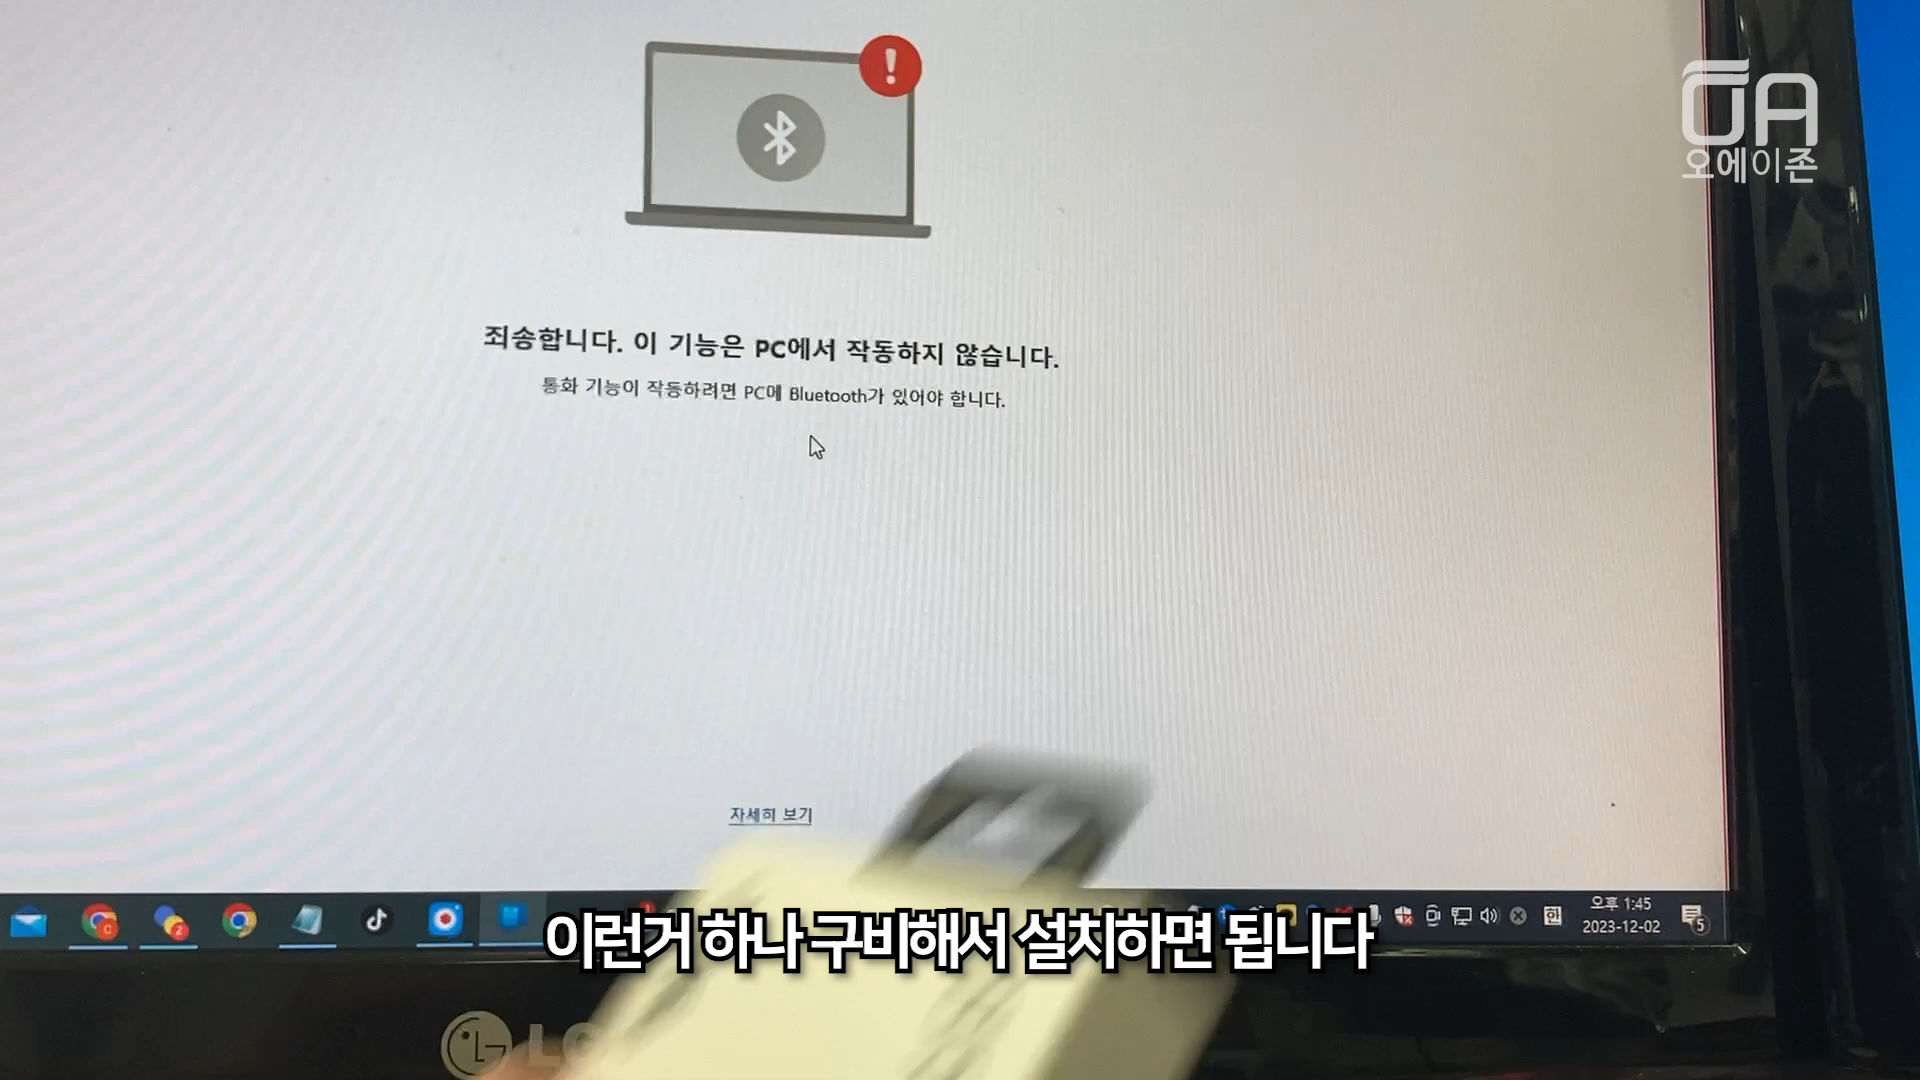 오에이존
죄송합니다. 이 기능은 PC에서 작동하지 않습니다.
통화 기능이 작동하려면 PC에 Bluetooth가 있어야 합니다.
자세히 보기
이런거 하나 구비해서 설치하면 됩니다
한
오후 1:45
2023-12-02
5
2
C
LG